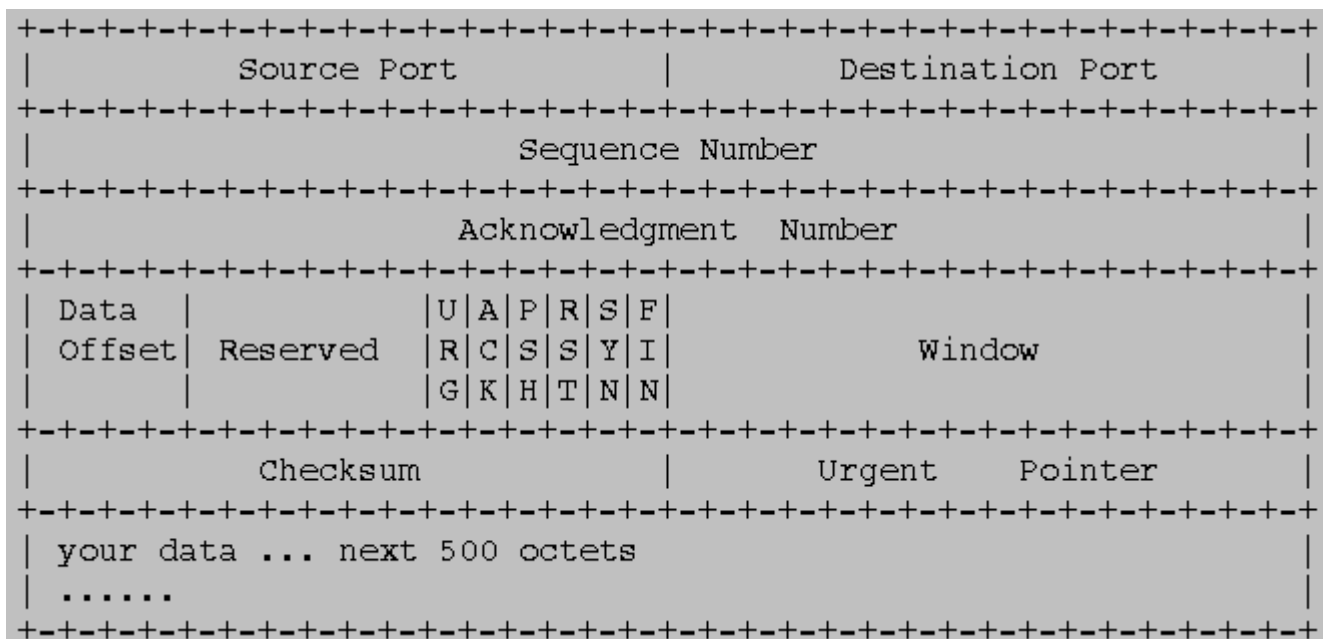 +-+-+-+-+-+-+-+-+-+-+-+-+-+-+-+-+-+-+-+-+-+-+-+-+-+-+-+-+-+-+-+-+
|          Source Port          |        Destination Port       |
+-+-+-+-+-+-+-+-+-+-+-+-+-+-+-+-+-+-+-+-+-+-+-+-+-+-+-+-+-+-+-+-+
|                        Sequence Number                        |
+-+-+-+-+-+-+-+-+-+-+-+-+-+-+-+-+-+-+-+-+-+-+-+-+-+-+-+-+-+-+-+-+
|                     Acknowledgment  Number                    |
+-+-+-+-+-+-+-+-+-+-+-+-+-+-+-+-+-+-+-+-+-+-+-+-+-+-+-+-+-+-+-+-+
| Data  |           |U|A|P|R|S|F|                               |
| Offset| Reserved  |R|C|S|S|Y|I|            Window             |
|       |           |G|K|H|T|N|N|                               |
+-+-+-+-+-+-+-+-+-+-+-+-+-+-+-+-+-+-+-+-+-+-+-+-+-+-+-+-+-+-+-+-+
|           Checksum            |       Urgent    Pointer       |
+-+-+-+-+-+-+-+-+-+-+-+-+-+-+-+-+-+-+-+-+-+-+-+-+-+-+-+-+-+-+-+-+
| your data ... next 500 octets                                 |
| ......                                                        |
+-+-+-+-+-+-+-+-+-+-+-+-+-+-+-+-+-+-+-+-+-+-+-+-+-+-+-+-+-+-+-+-+